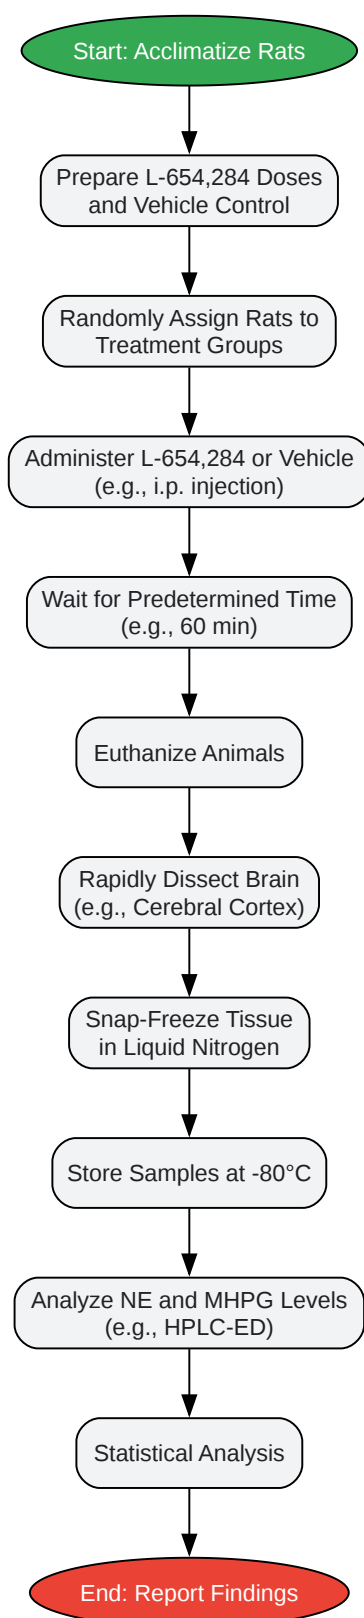 Start: Acclimatize Rats
Prepare L-654,284 Doses
and Vehicle Control
Randomly Assign Rats to
Treatment Groups
Administer L-654,284 or Vehicle
(e.g., i.p. injection)
Wait for Predetermined Time
(e.g., 60 min)
Euthanize Animals
Rapidly Dissect Brain
(e.g., Cerebral Cortex)
Snap-Freeze Tissue
in Liquid Nitrogen
Store Samples at -80°C
Analyze NE and MHPG Levels
(e.g., HPLC-ED)
Statistical Analysis
End: Report Findings